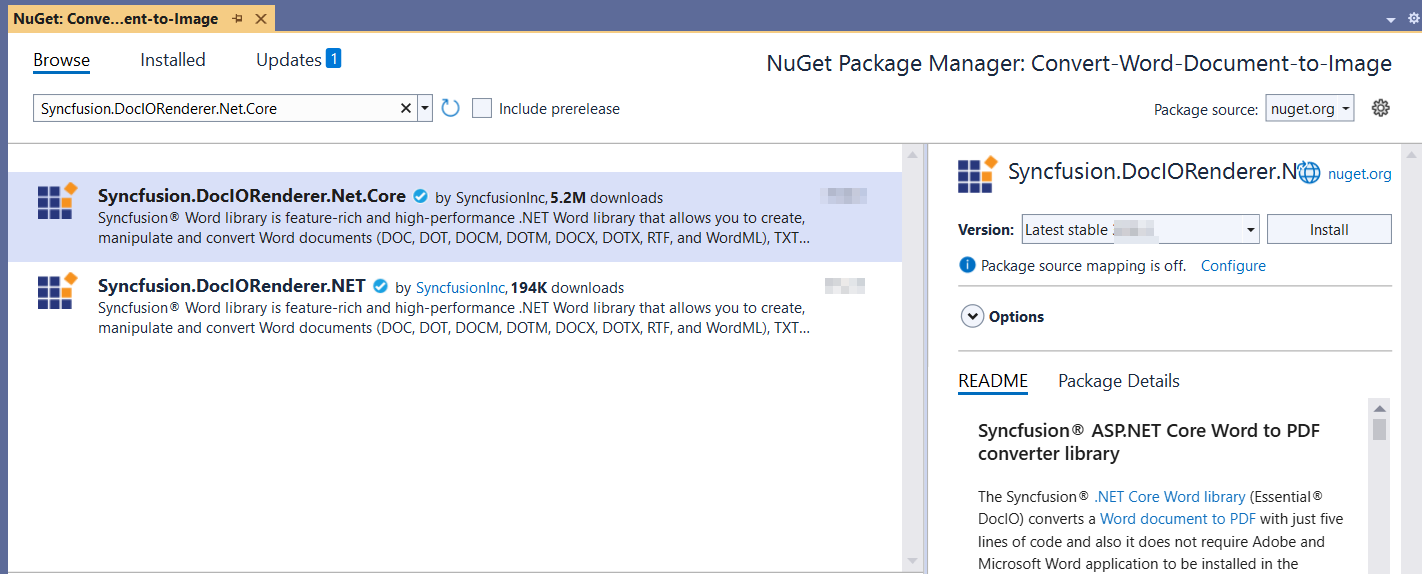 NuGet: Conve...ent-to-Image
Browse
Installed
Updates 1
NuGet Package Manager: Convert-Word-Document-to-Image
Syncfusion.DocIORenderer.Net.Core
Include prerelease
Package source: nuget.org
Syncfusion.DocIORenderer.Net.Core by SyncfusionInc, 5.2M downloads
Syncfusion® Word library is feature-rich and high-performance .NET Word library that allows you to create,
manipulate and convert Word documents (DOC, DOT, DOCM, DOTM, DOCX, DOTX, RTF, and WordML), TXT...
Syncfusion.DocIORenderer.NET by SyncfusionInc, 194K downloads
Syncfusion® Word library is feature-rich and high-performance .NET Word library that allows you to create,
manipulate and convert Word documents (DOC, DOT, DOCM, DOTM, DOCX, DOTX, RTF, and WordML), TXT...
Syncfusion.DocIORenderer.N nuget.org
Version: Latest stable Install
Package source mapping is off. Configure
Options
README
Package Details
Syncfusion® ASP.NET Core Word to PDF
converter library
The Syncfusion® .NET Core Word library (Essential®
DocIO) converts a Word document to PDF with just five
lines of code and also it does not require Adobe and
Microsoft Word application to be installed in the